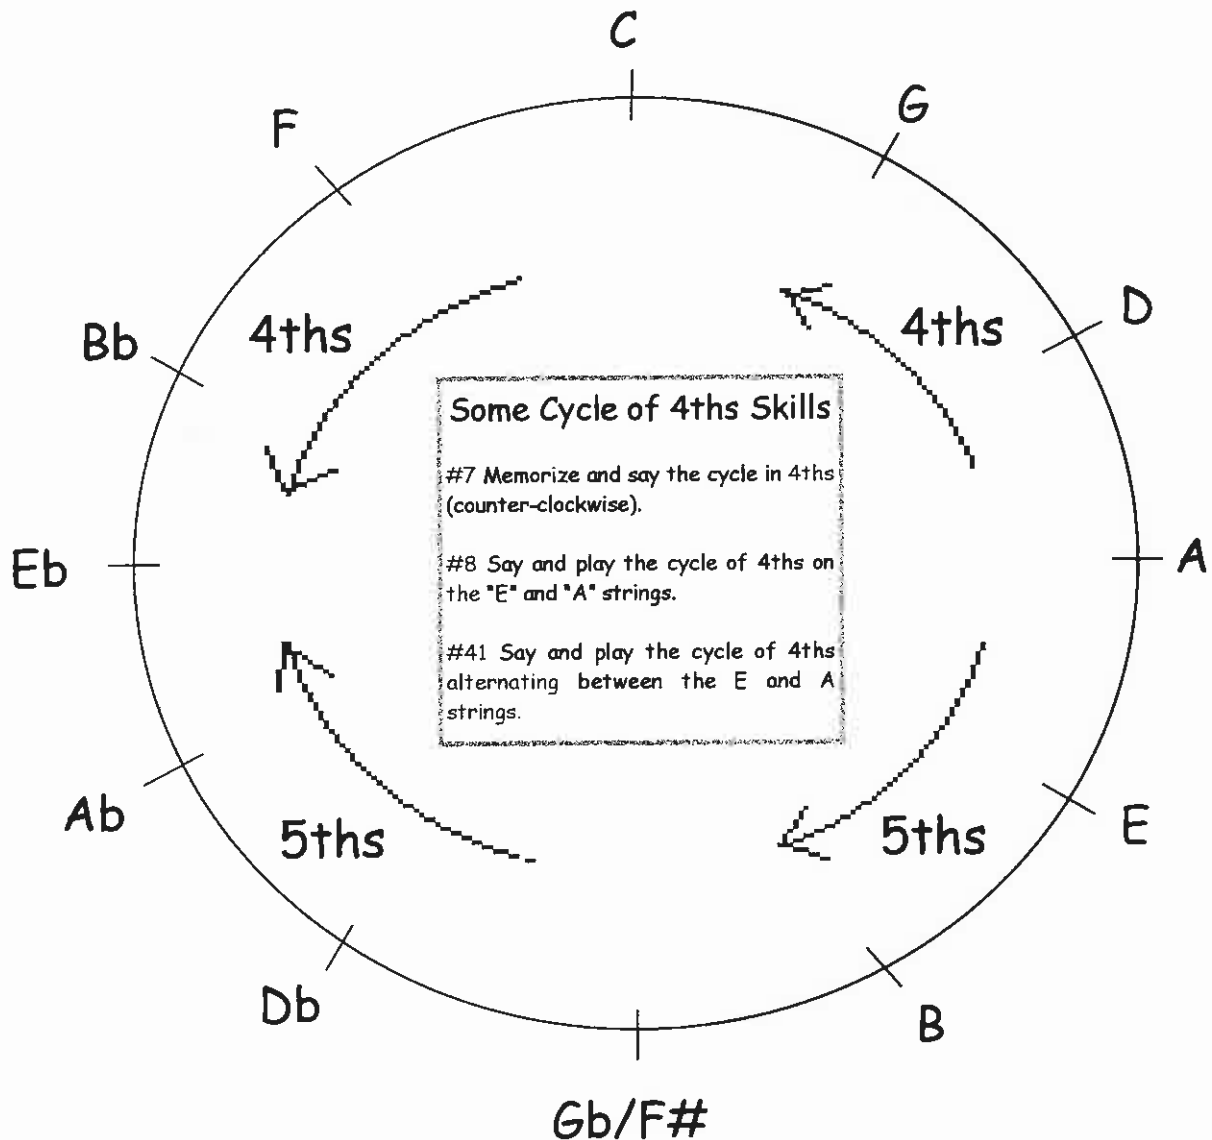 C
G
F
D
Bb
4ths
4ths
Some Cycle of 4ths Skills
#7 Memorize and say the cycle in 4ths
(counter-clockwise).
#8 Say and play the cycle of 4ths on
the "E" and "A" strings.
#41 Say and play the cycle of 4ths
alternating between the E and A
strings.
Eb
A
Ab
E
5ths
5ths
Db
B
Gb/F#